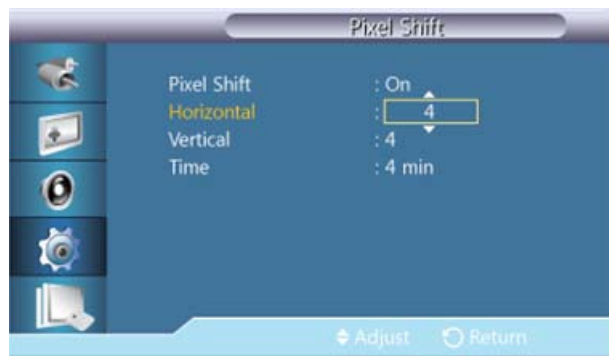 Pixel Shift
Pixel Shift : On
Horizontal : 4
Vertical : 4
Time : 4 min
Adjust Return